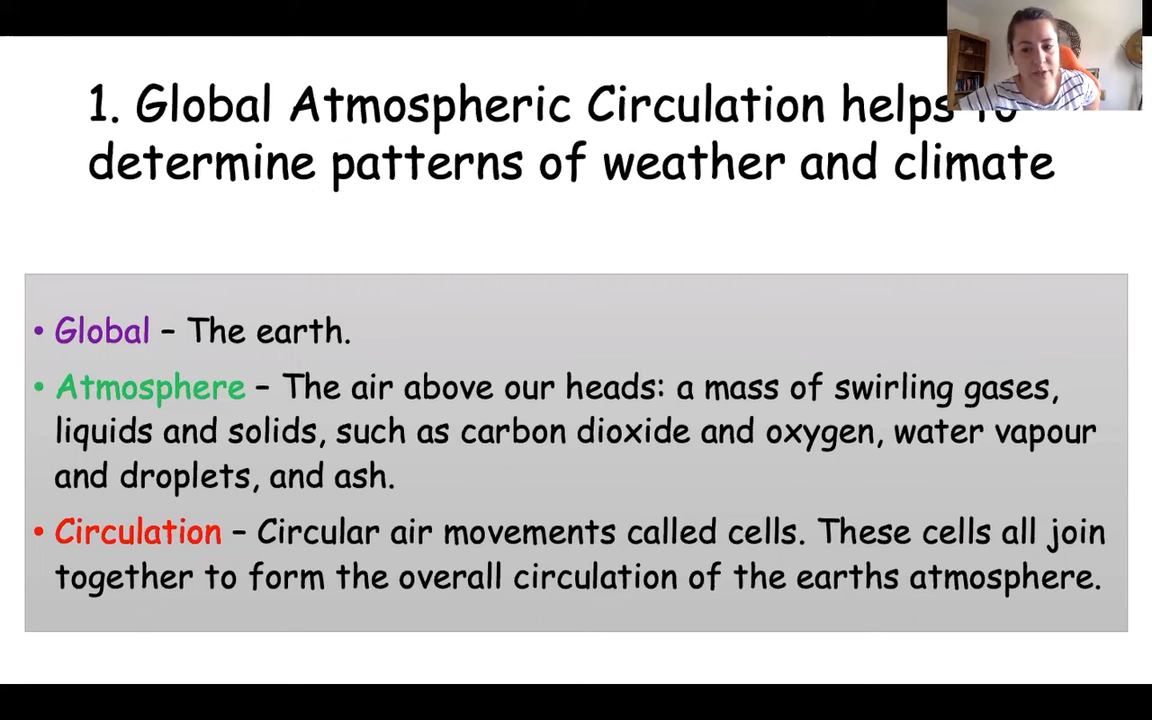 1. Global Atmospheric Circulation helps to
determine patterns of weather and climate
• Global – The earth.
• Atmosphere – The air above our heads: a mass of swirling gases,
liquids and solids, such as carbon dioxide and oxygen, water vapour
and droplets, and ash.
• Circulation – Circular air movements called cells. These cells all join
together to form the overall circulation of the earths atmosphere.